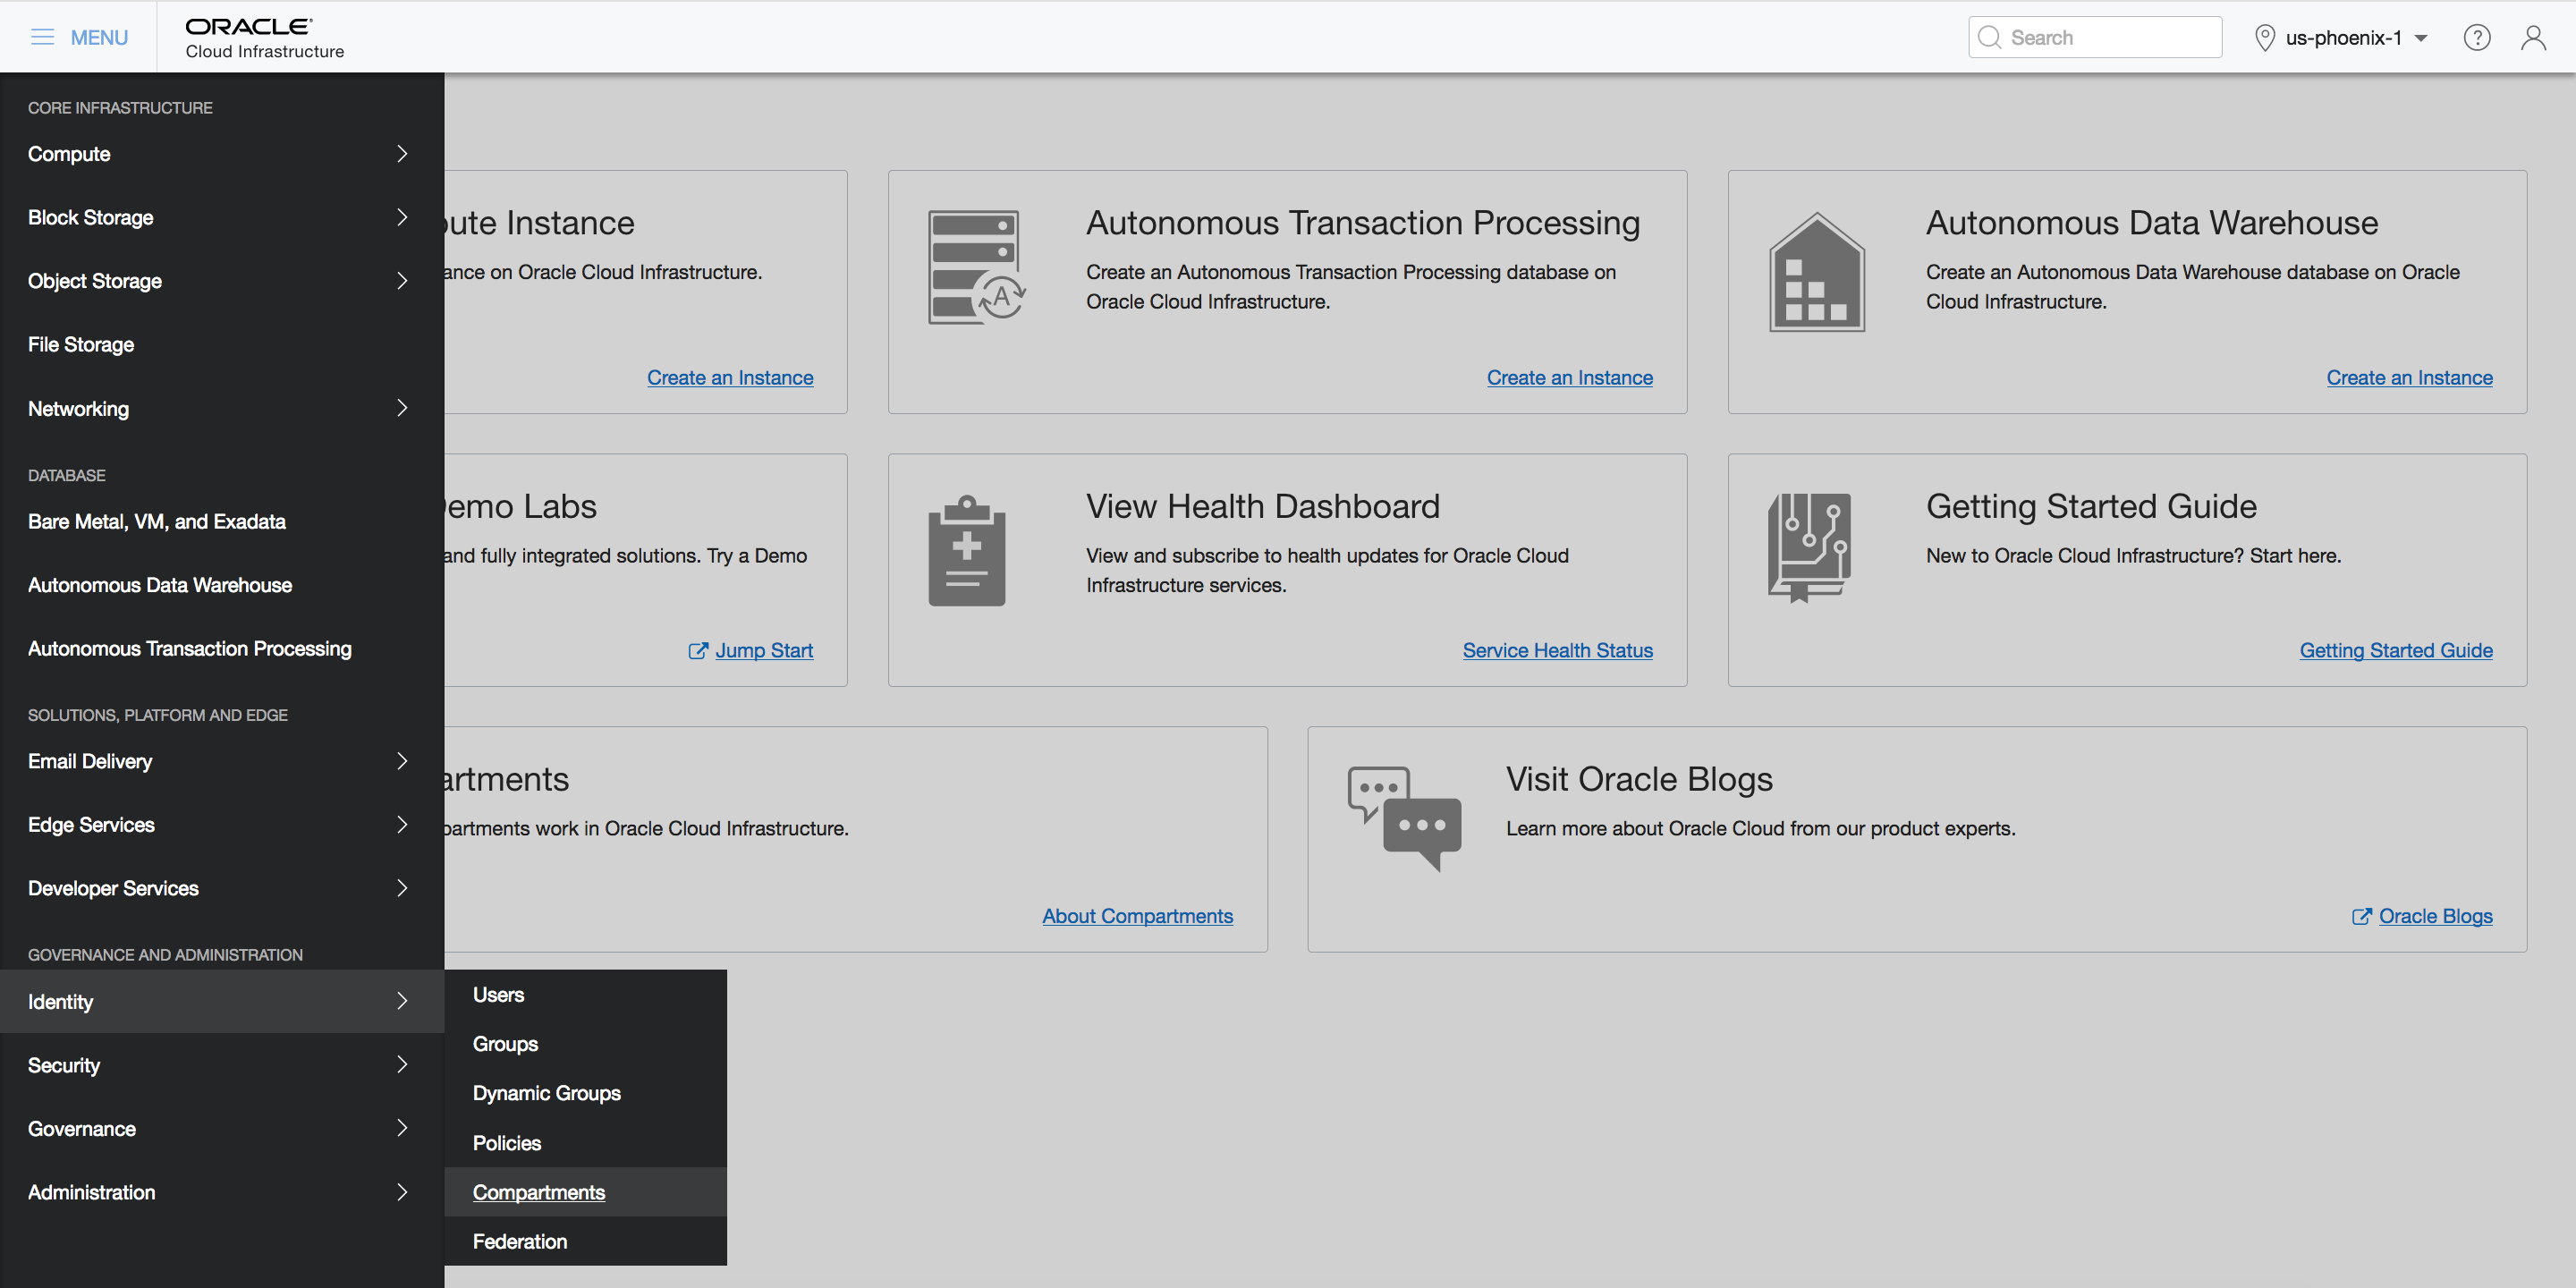 MENU
ORACLE
Cloud Infrastructure
Search
us-phoenix-1
CORE INFRASTRUCTURE
Compute
Block Storage
Object Storage
File Storage
Networking
DATABASE
Bare Metal, VM, and Exadata
Autonomous Data Warehouse
Autonomous Transaction Processing
SOLUTIONS, PLATFORM AND EDGE
Email Delivery
Edge Services
Developer Services
GOVERNANCE AND ADMINISTRATION
Identity
Security
Governance
Administration
Users
Groups
Dynamic Groups
Policies
Compartments
Federation
ute Instance
ance on Oracle Cloud Infrastructure.
Create an Instance
Autonomous Transaction Processing
Create an Autonomous Transaction Processing database on
Oracle Cloud Infrastructure.
Create an Instance
Autonomous Data Warehouse
Create an Autonomous Data Warehouse database on Oracle
Cloud Infrastructure.
Create an Instance
emo Labs
and fully integrated solutions. Try a Demo
Jump Start
View Health Dashboard
View and subscribe to health updates for Oracle Cloud
Infrastructure services.
Service Health Status
Getting Started Guide
New to Oracle Cloud Infrastructure? Start here.
Getting Started Guide
artments
partments work in Oracle Cloud Infrastructure.
About Compartments
Visit Oracle Blogs
Learn more about Oracle Cloud from our product experts.
Oracle Blogs